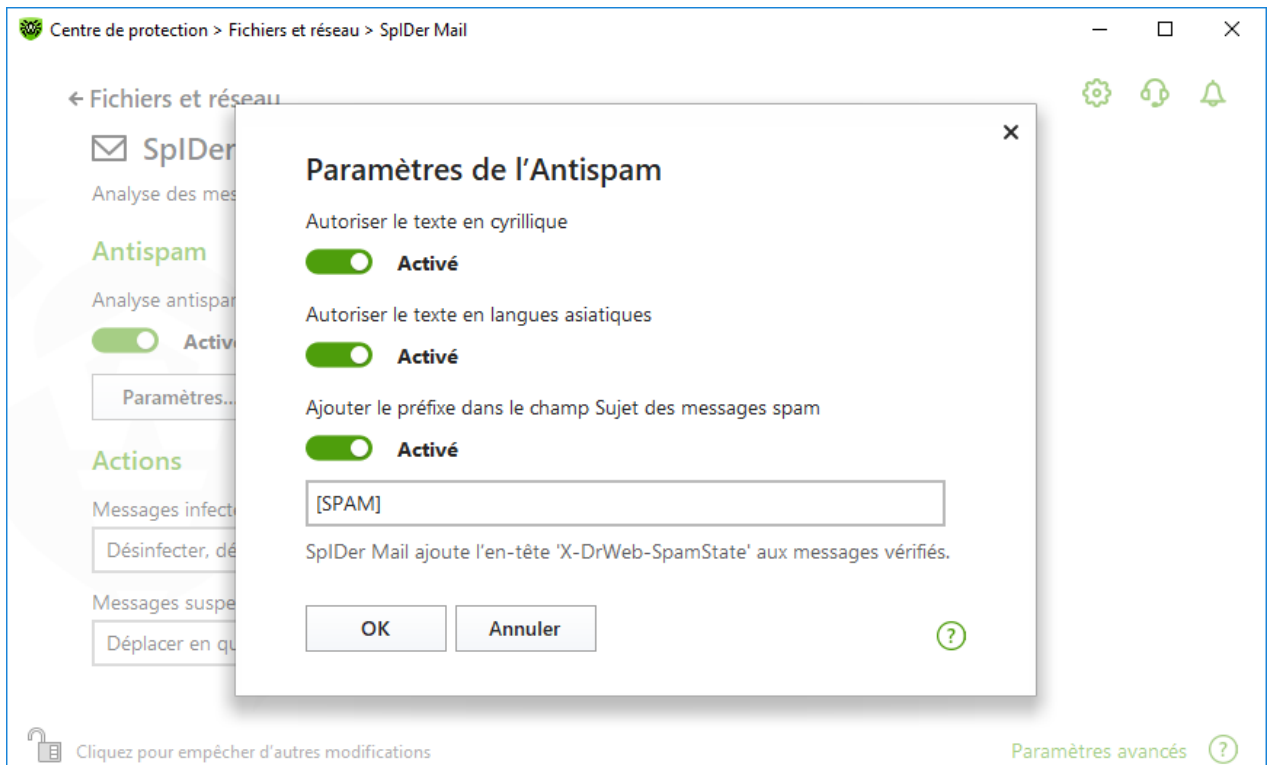 Centre de protection > Fichiers et réseau > SpIDer Mail
Fichiers et réseau
SpIDer
Paramètres de l'Antispam
Analyse des mes
Autoriser le texte en cyrillique
Antispam
Activé
Analyse antispam
Autoriser le texte en langues asiatiques
Activé
Activé
Paramètres...
Ajouter le préfixe dans le champ Sujet des messages spam
Activé
Actions
[SPAM]
Messages infect
Désinfecter, dé
SpIDer Mail ajoute l'en-tête 'X-DrWeb-SpamState' aux messages vérifiés.
Messages suspe
OK Annuler
Déplacer en qu
Cliquez pour empêcher d'autres modifications
Paramètres avancés